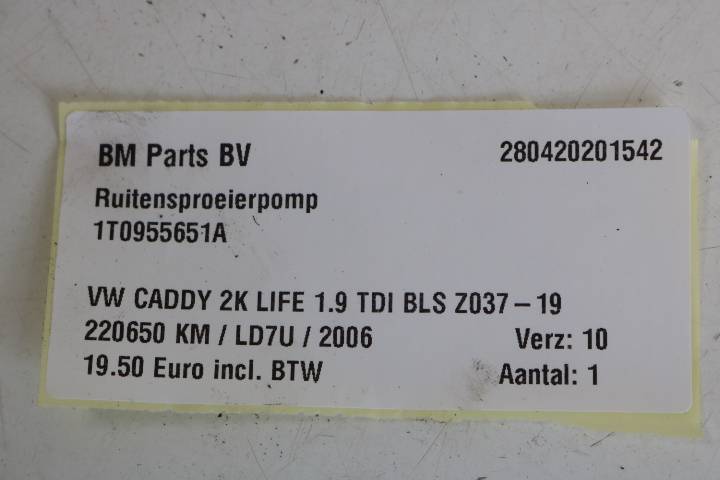 BM Parts BV 280420201542
Ruitensproeierpomp
1T0955651A
VW CADDY 2K LIFE 1.9 TDI BLS Z037 – 19
220650 KM / LD7U / 2006 Verz: 10
19.50 Euro incl. BTW Aantal: 1